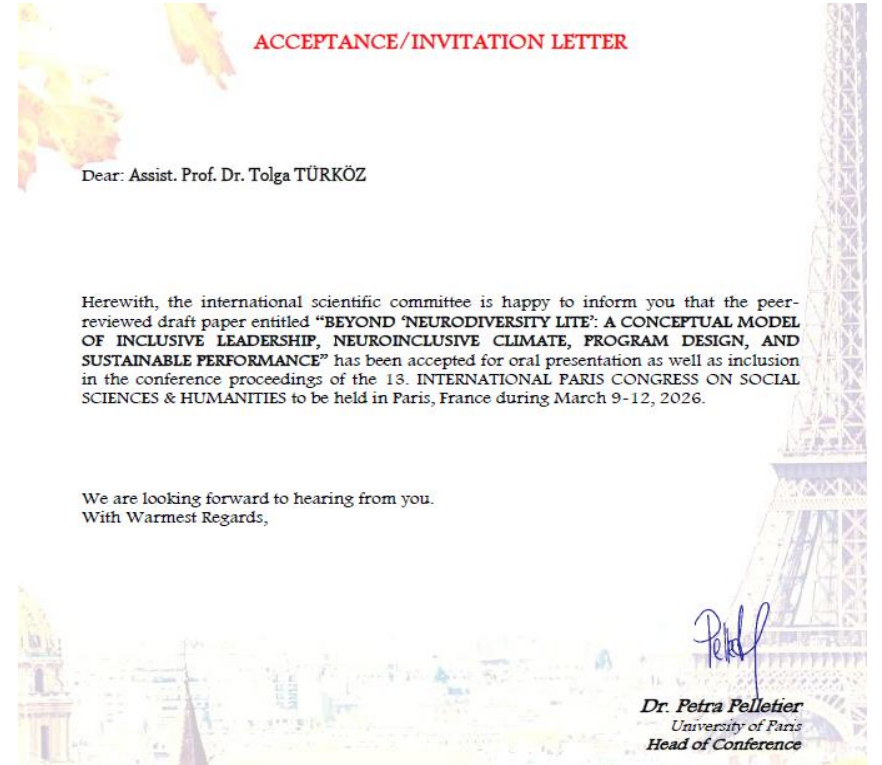 ACCEPTANCE/INVITATION LETTER
Dear: Assist. Prof. Dr. Tolga TÜRKÖZ
Herewith, the international scientific committee is happy to inform you that the peer-
reviewed draft paper entitled “BEYOND ‘NEURODIVERSITY LITE’: A CONCEPTUAL MODEL
OF INCLUSIVE LEADERSHIP, NEUROINCLUSIVE CLIMATE, PROGRAM DESIGN, AND
SUSTAINABLE PERFORMANCE” has been accepted for oral presentation as well as inclusion
in the conference proceedings of the 13. INTERNATIONAL PARIS CONGRESS ON SOCIAL
SCIENCES & HUMANITIES to be held in Paris, France during March 9-12, 2026.
We are looking forward to hearing from you.
With Warmest Regards,
Dr. Petra Pelletier
University of Paris
Head of Conference